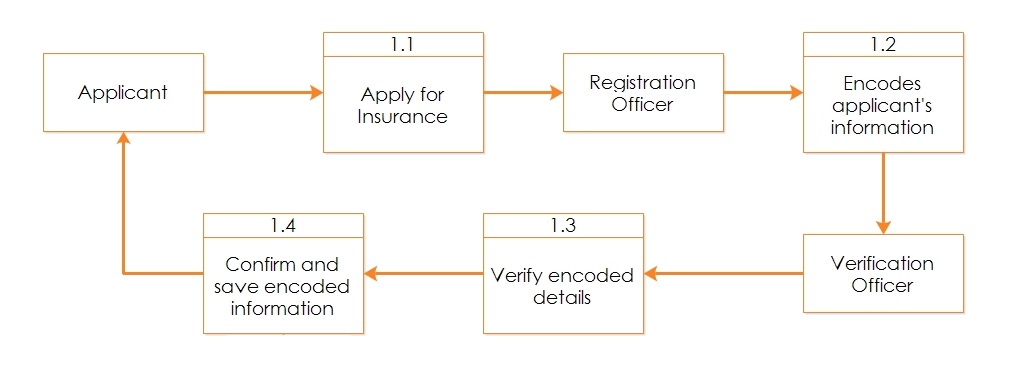 1.1
1.2
Applicant
Apply for
Insurance
Registration
Officer
Encodes
applicant's
information
1.4
1.3
Confirm and
save encoded
information
Verify encoded
details
Verification
Officer